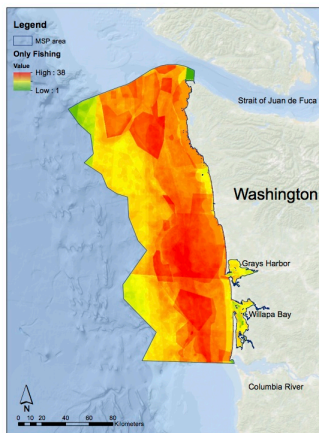 Legend
MSP area
Only Fishing
Value
High : 38
Low : 1
Strait of Juan de Fuca
Washington
Grays Harbor
Willapa Bay
Columbia River
N
0 10 20 40 60 80
Kilometers